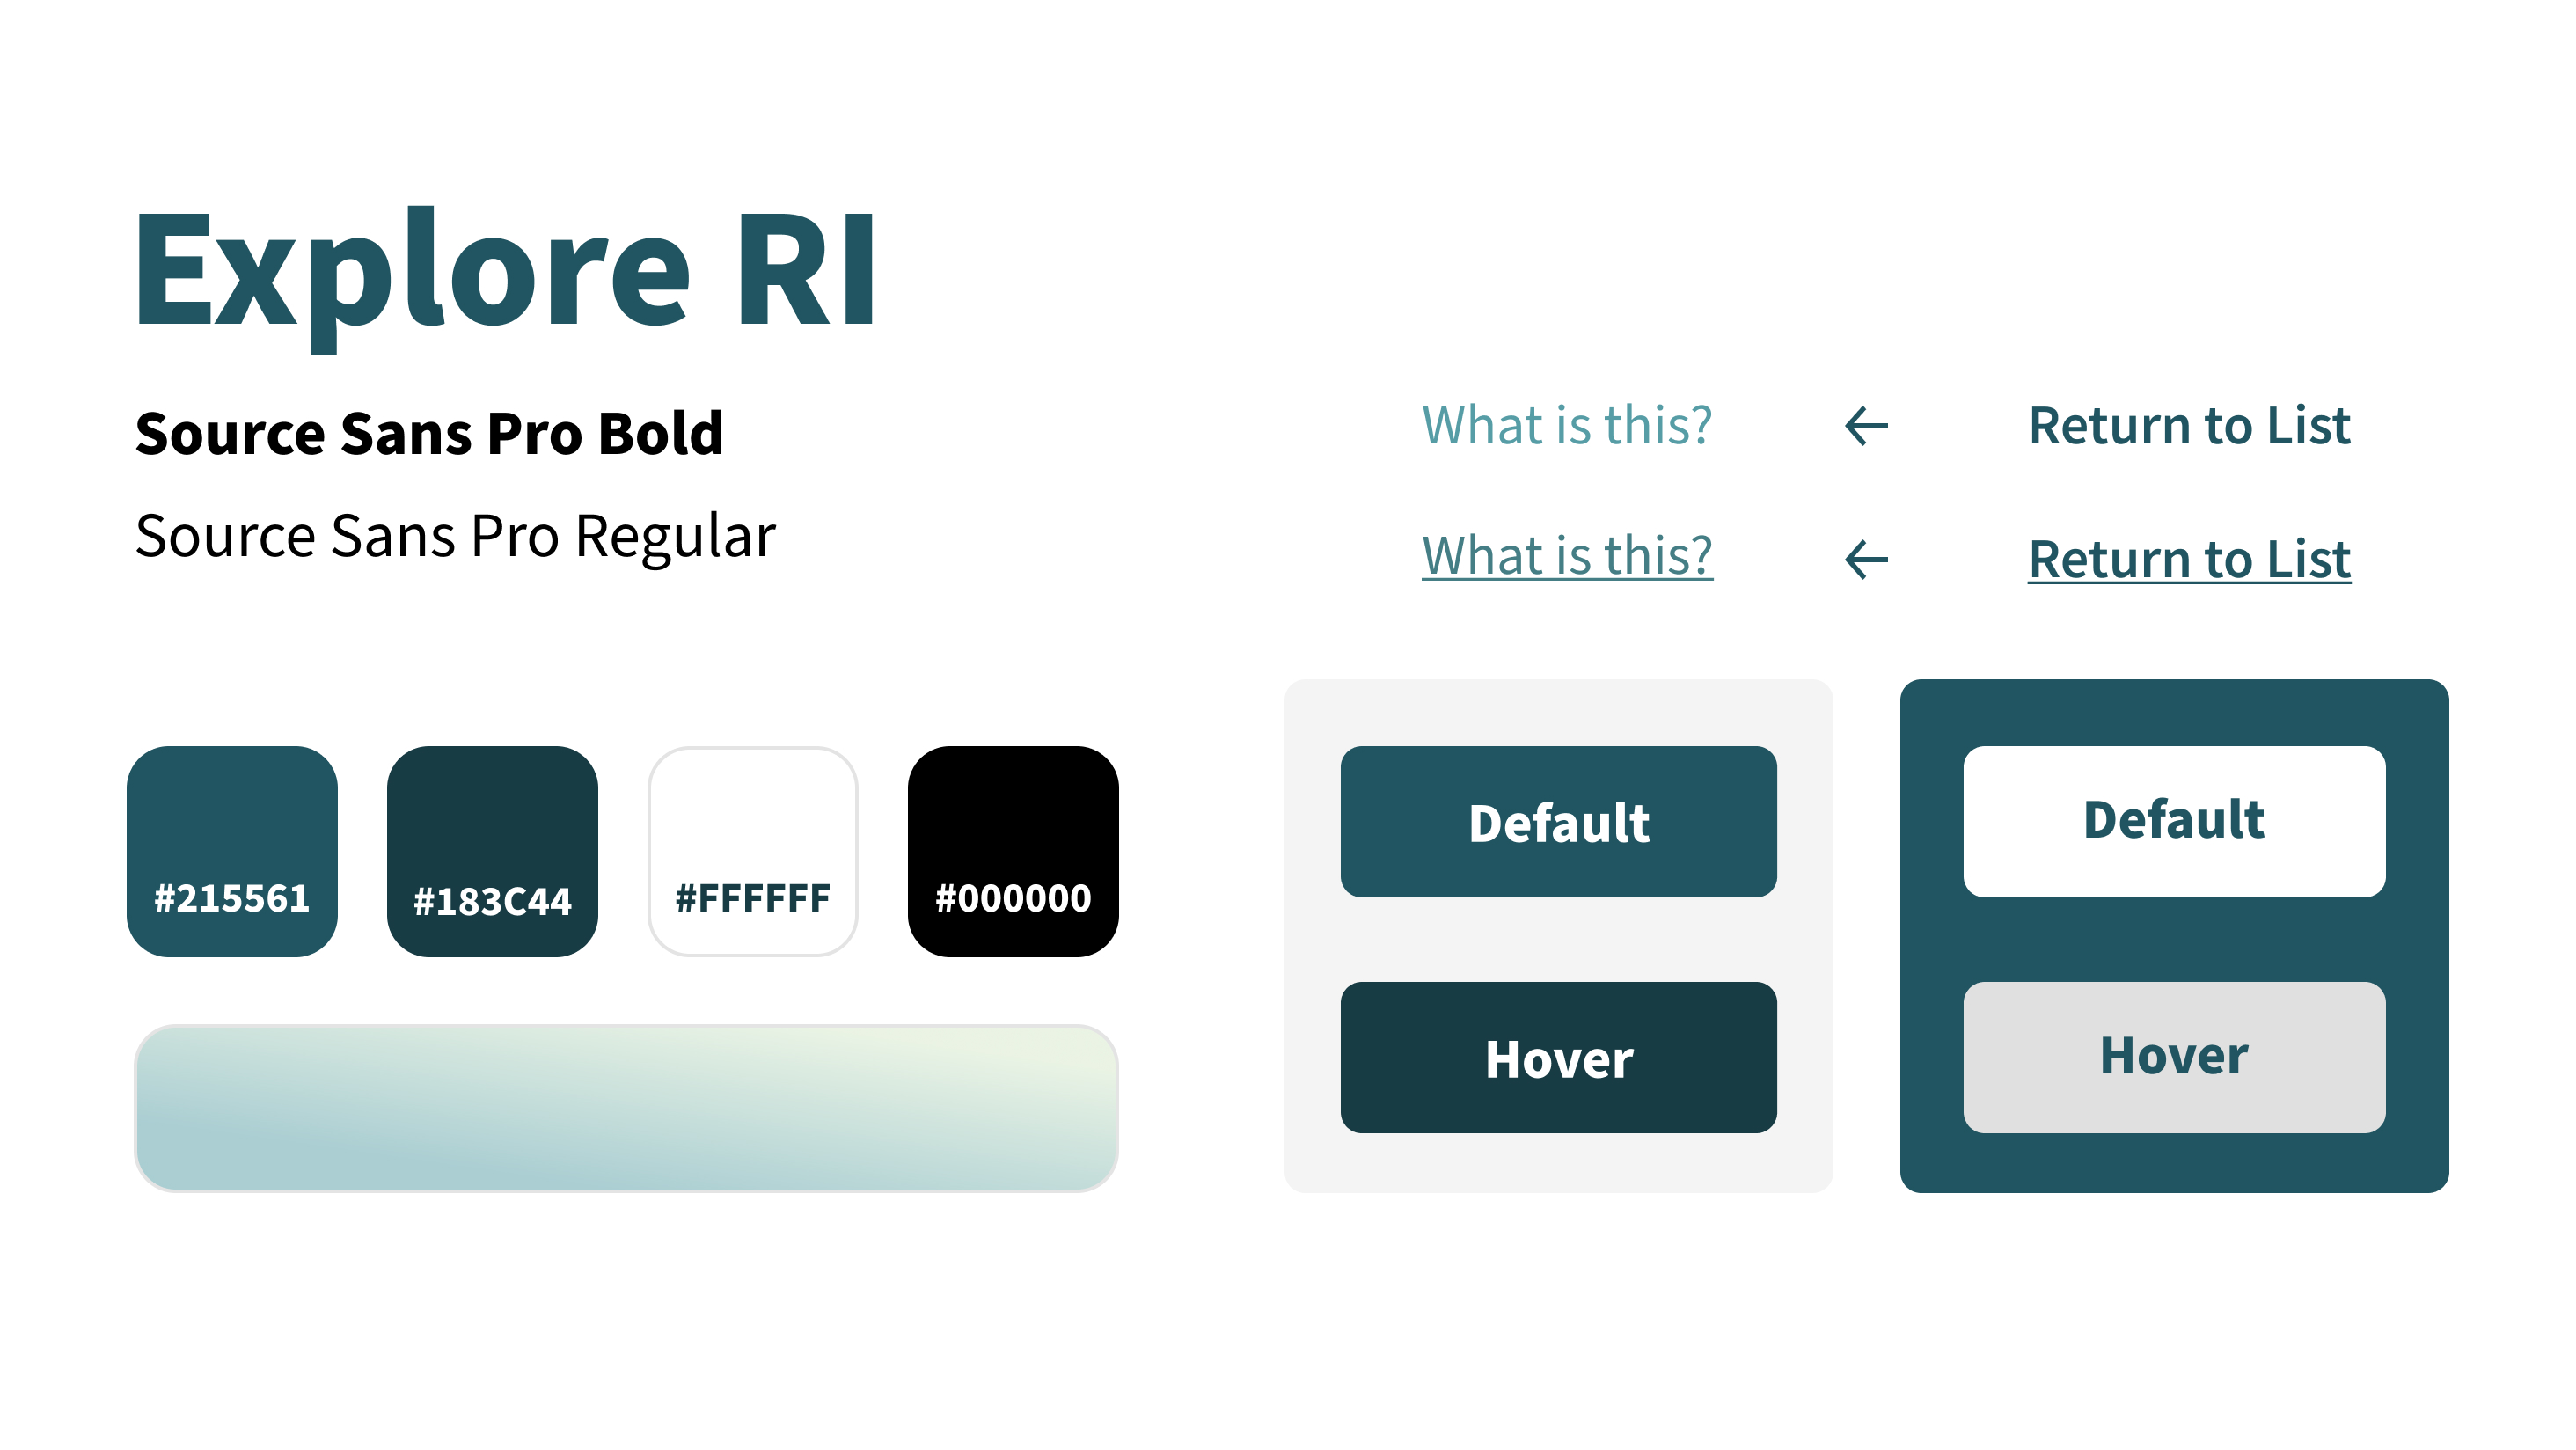 Explore RI
Source Sans Pro Bold
Source Sans Pro Regular
#215561
#183C44
#FFFFFF
#000000
What is this?
← Return to List
What is this?
← Return to List
Default
Hover
Default
Hover